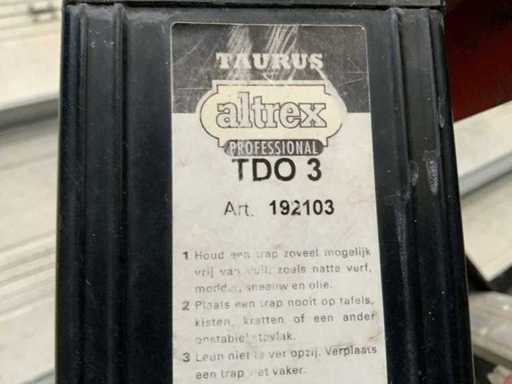 TAURUS
altrex
PROFESSIONAL
TDO 3
Art. 192103
1 Houd een trap zoveel mogelijk
vrij van vuil, zoals natte verf,
modder, sneeuw en olie.
2 Plaats een trap nooit op tafels,
kisten, kratten of een ander
onstabiel stavlak.
3 Leun niet te ver opzij. Verplaats
een trap het vaker.